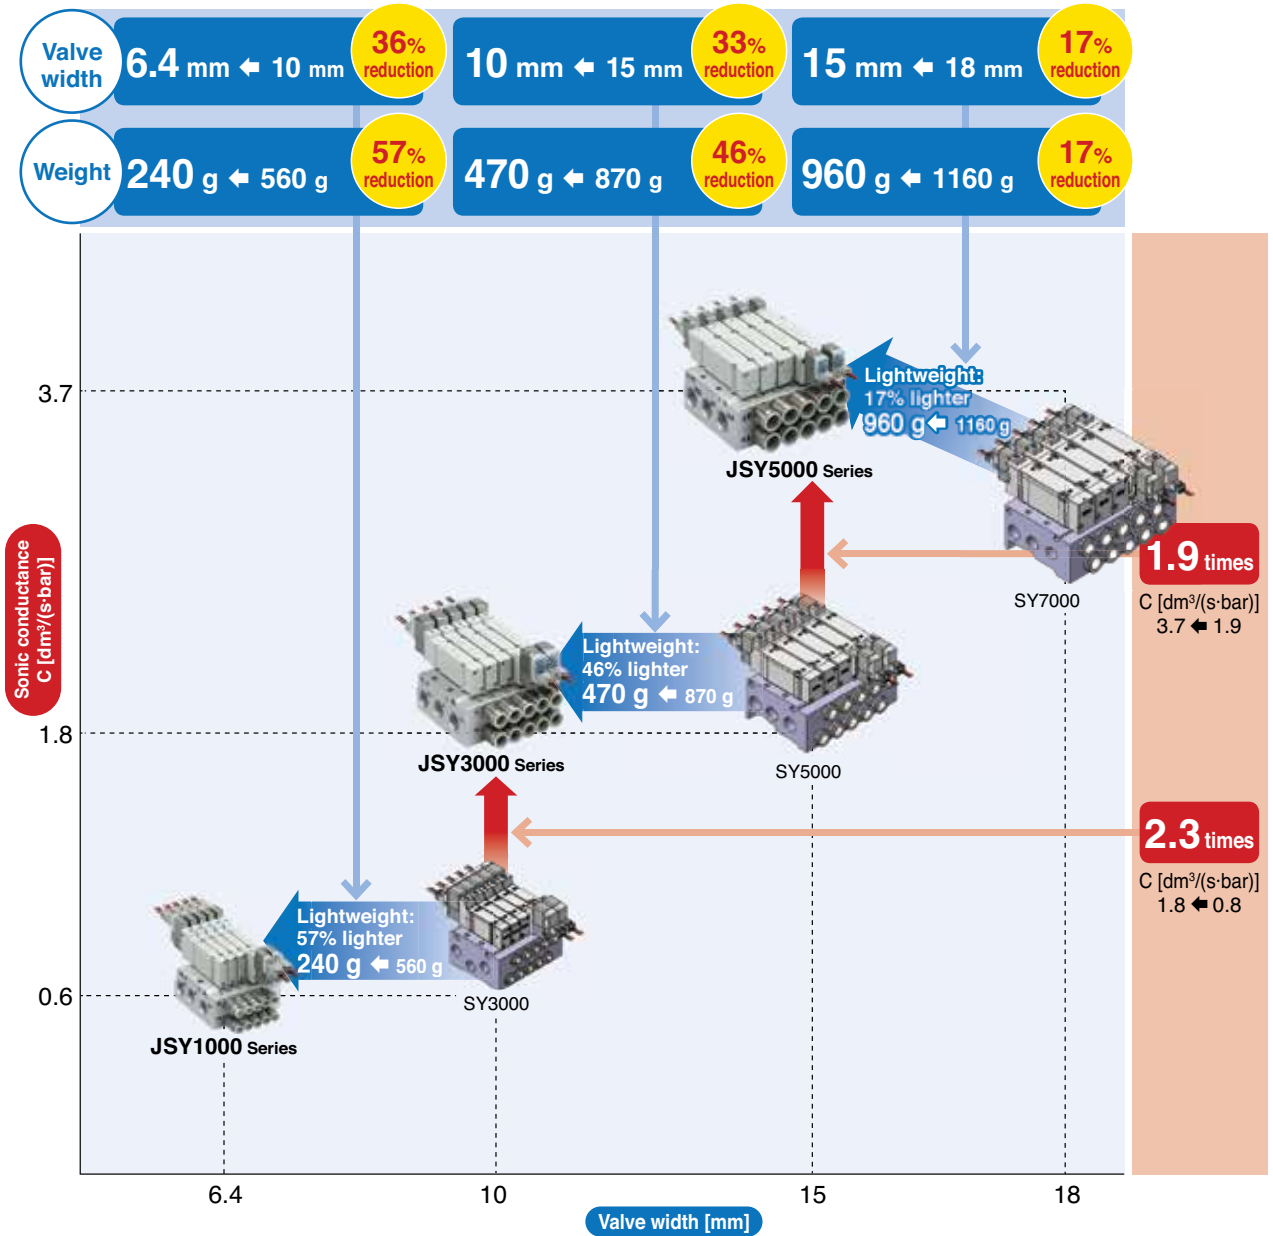 Valve
width
6.4 mm ← 10 mm
36%
reduction
10 mm ← 15 mm
33%
reduction
15 mm ← 18 mm
17%
reduction
Weight
240 g ← 560 g
57%
reduction
470 g ← 870 g
46%
reduction
960 g ← 1160 g
17%
reduction
3.7
Lightweight:
17% lighter
960 g ← 1160 g
JSY5000 Series
SY7000
1.9 times
C [dm³/(s·bar)]
3.7 ← 1.9
Sonic conductance
C [dm³/(s·bar)]
Lightweight:
46% lighter
470 g ← 870 g
1.8
JSY3000 Series
SY5000
2.3 times
C [dm³/(s·bar)]
1.8 ← 0.8
Lightweight:
57% lighter
240 g ← 560 g
0.6
SY3000
JSY1000 Series
6.4
10
15
18
Valve width [mm]